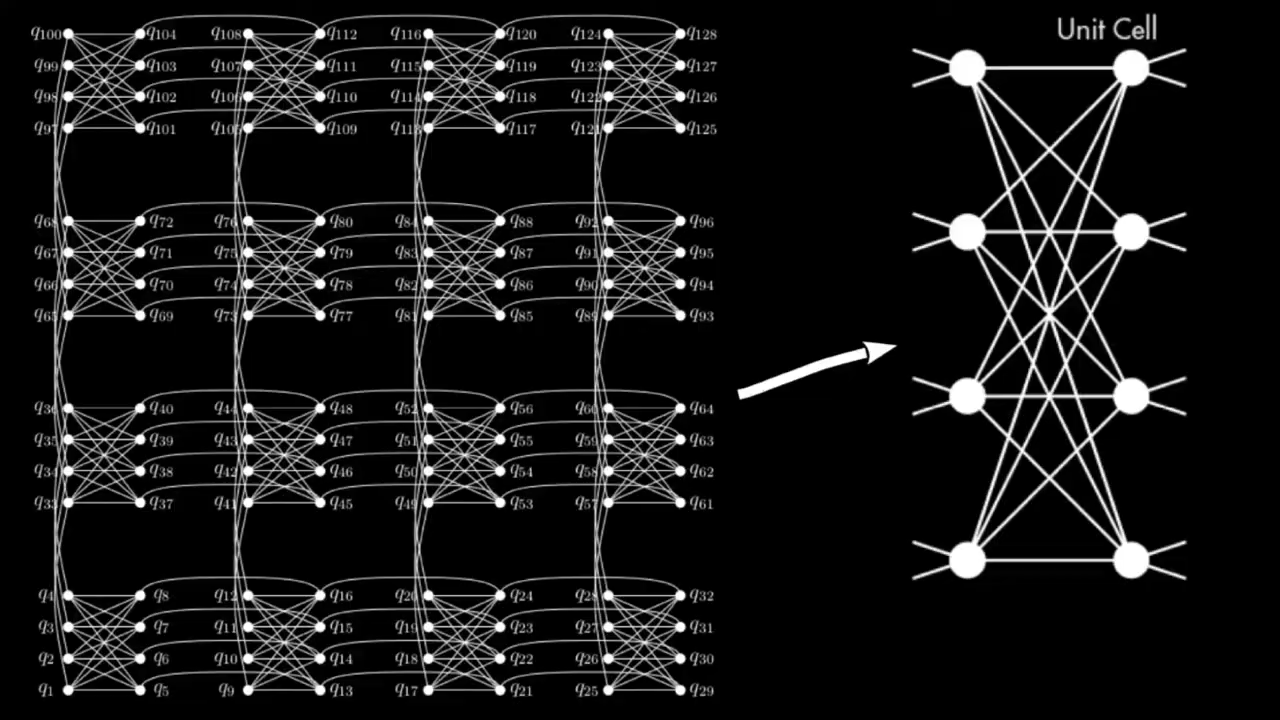 Unit Cell
q100 q104 q108 q112 q116 q120 q124 q128
q99 q103 q107 q111 q115 q119 q123 q127
q98 q102 q106 q110 q114 q118 q122 q126
q97 q101 q105 q109 q113 q117 q121 q125
q68 q72 q76 q80 q84 q88 q92 q96
q67 q71 q75 q79 q83 q87 q91 q95
q66 q70 q74 q78 q82 q86 q90 q94
q65 q69 q73 q77 q81 q85 q89 q93
q36 q40 q44 q48 q52 q56 q60 q64
q35 q39 q43 q47 q51 q55 q59 q63
q34 q38 q42 q46 q50 q54 q58 q62
q33 q37 q41 q45 q49 q53 q57 q61
q4 q8 q12 q16 q20 q24 q28 q32
q3 q7 q11 q15 q19 q23 q27 q31
q2 q6 q10 q14 q18 q22 q26 q30
q1 q5 q9 q13 q17 q21 q25 q29